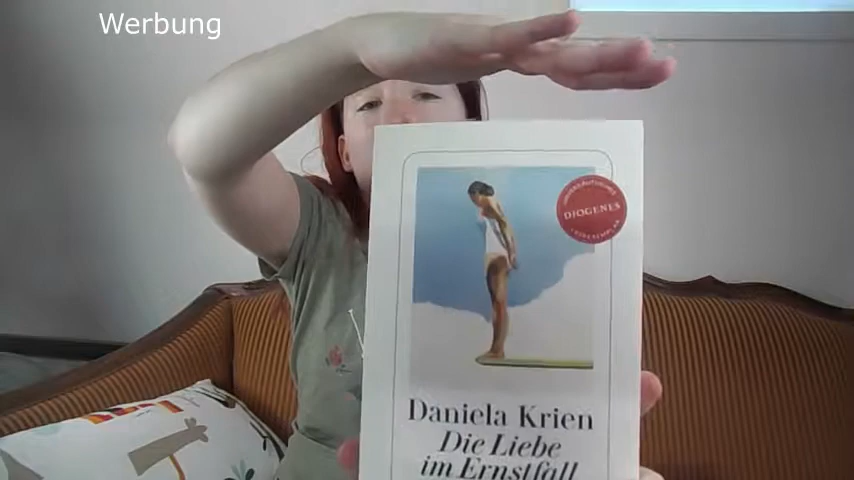 Werbung
DIOGENES
Daniela Krien
Die Liebe
im Ernstfall